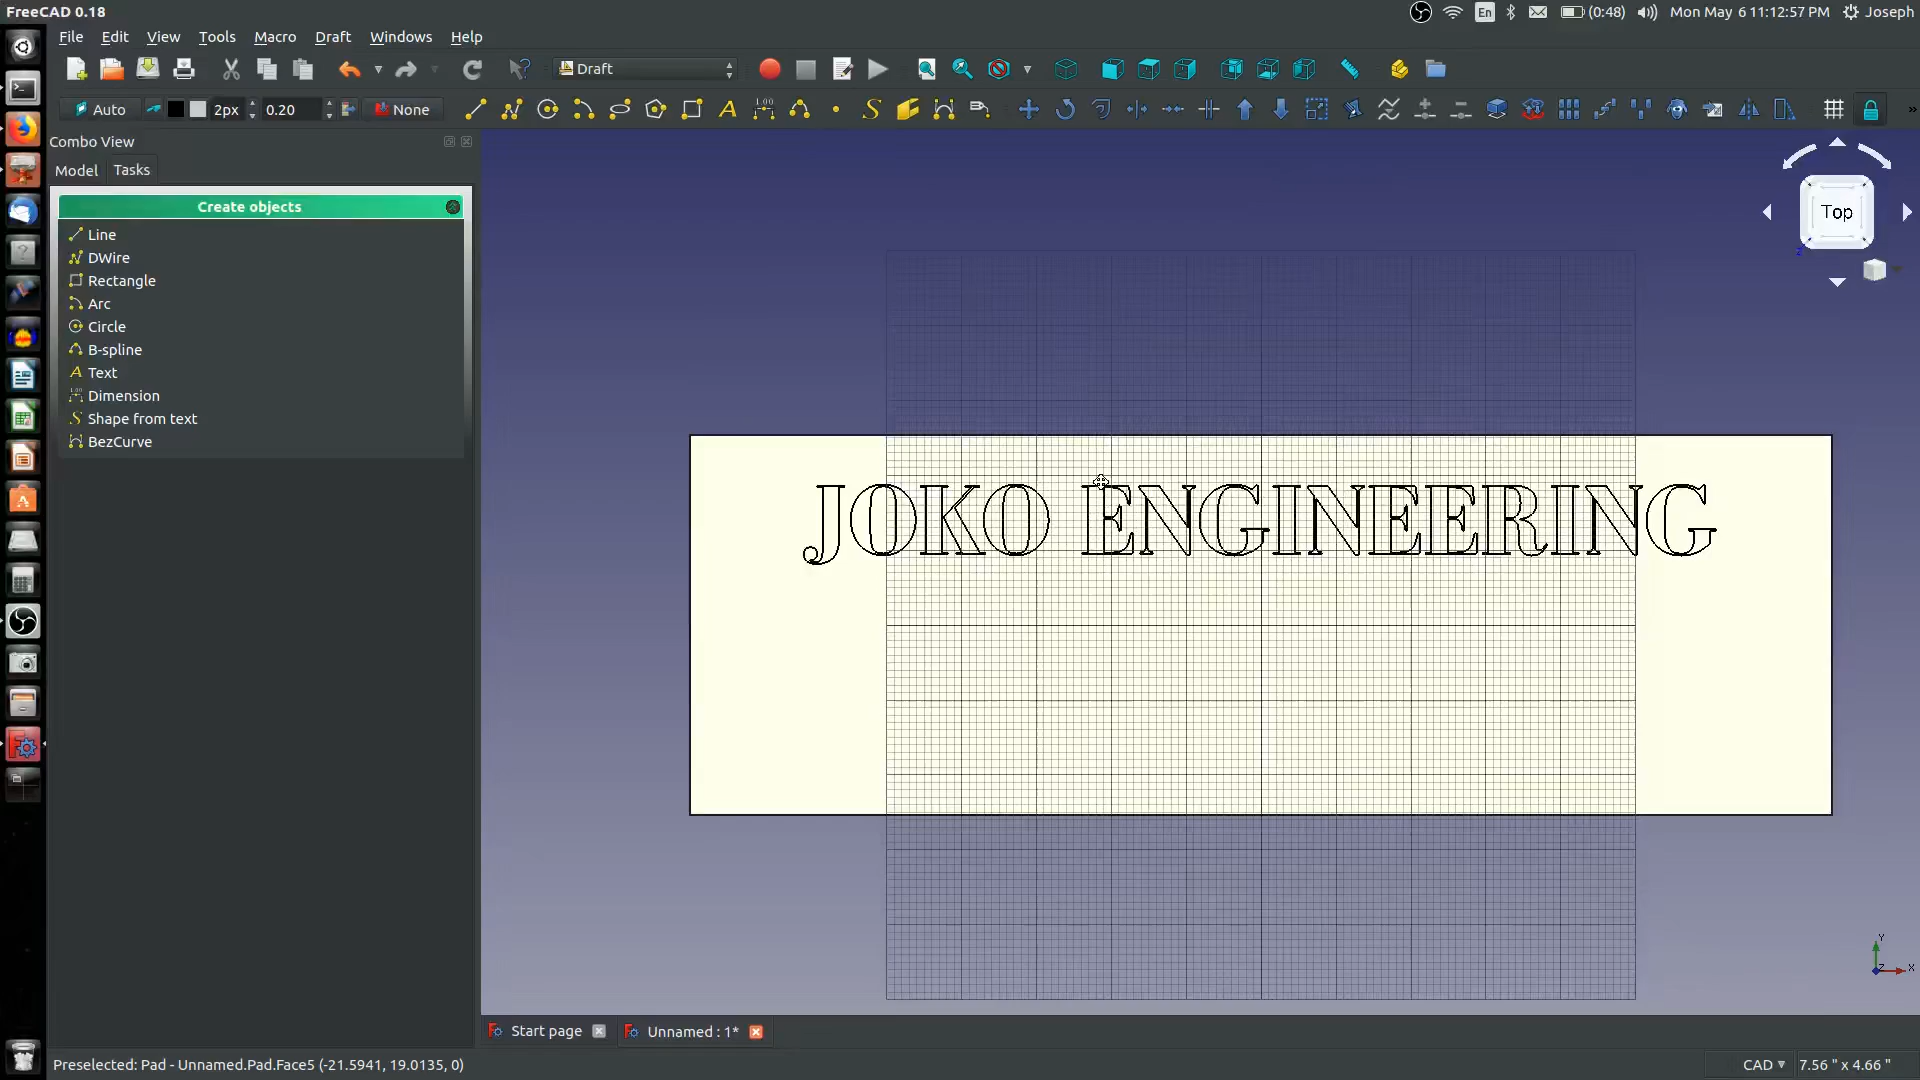 FreeCAD 0.18
En
(0:48)
Mon May 6 11:12:57 PM
Joseph
File Edit View Tools Macro Draft Windows Help
Draft
Auto
2px
0.20
None
A
S
»
Combo View
Model
Tasks
Create objects
Line
DWire
Rectangle
Arc
Circle
B-spline
Text
Dimension
Shape from text
BezCurve
Top
JOKO ENGINEERING
Y
Z
X
Start page
Unnamed : 1*
Preselected: Pad - Unnamed.Pad.Face5 (-21.5941, 19.0135, 0)
CAD
7.56 " x 4.66 "